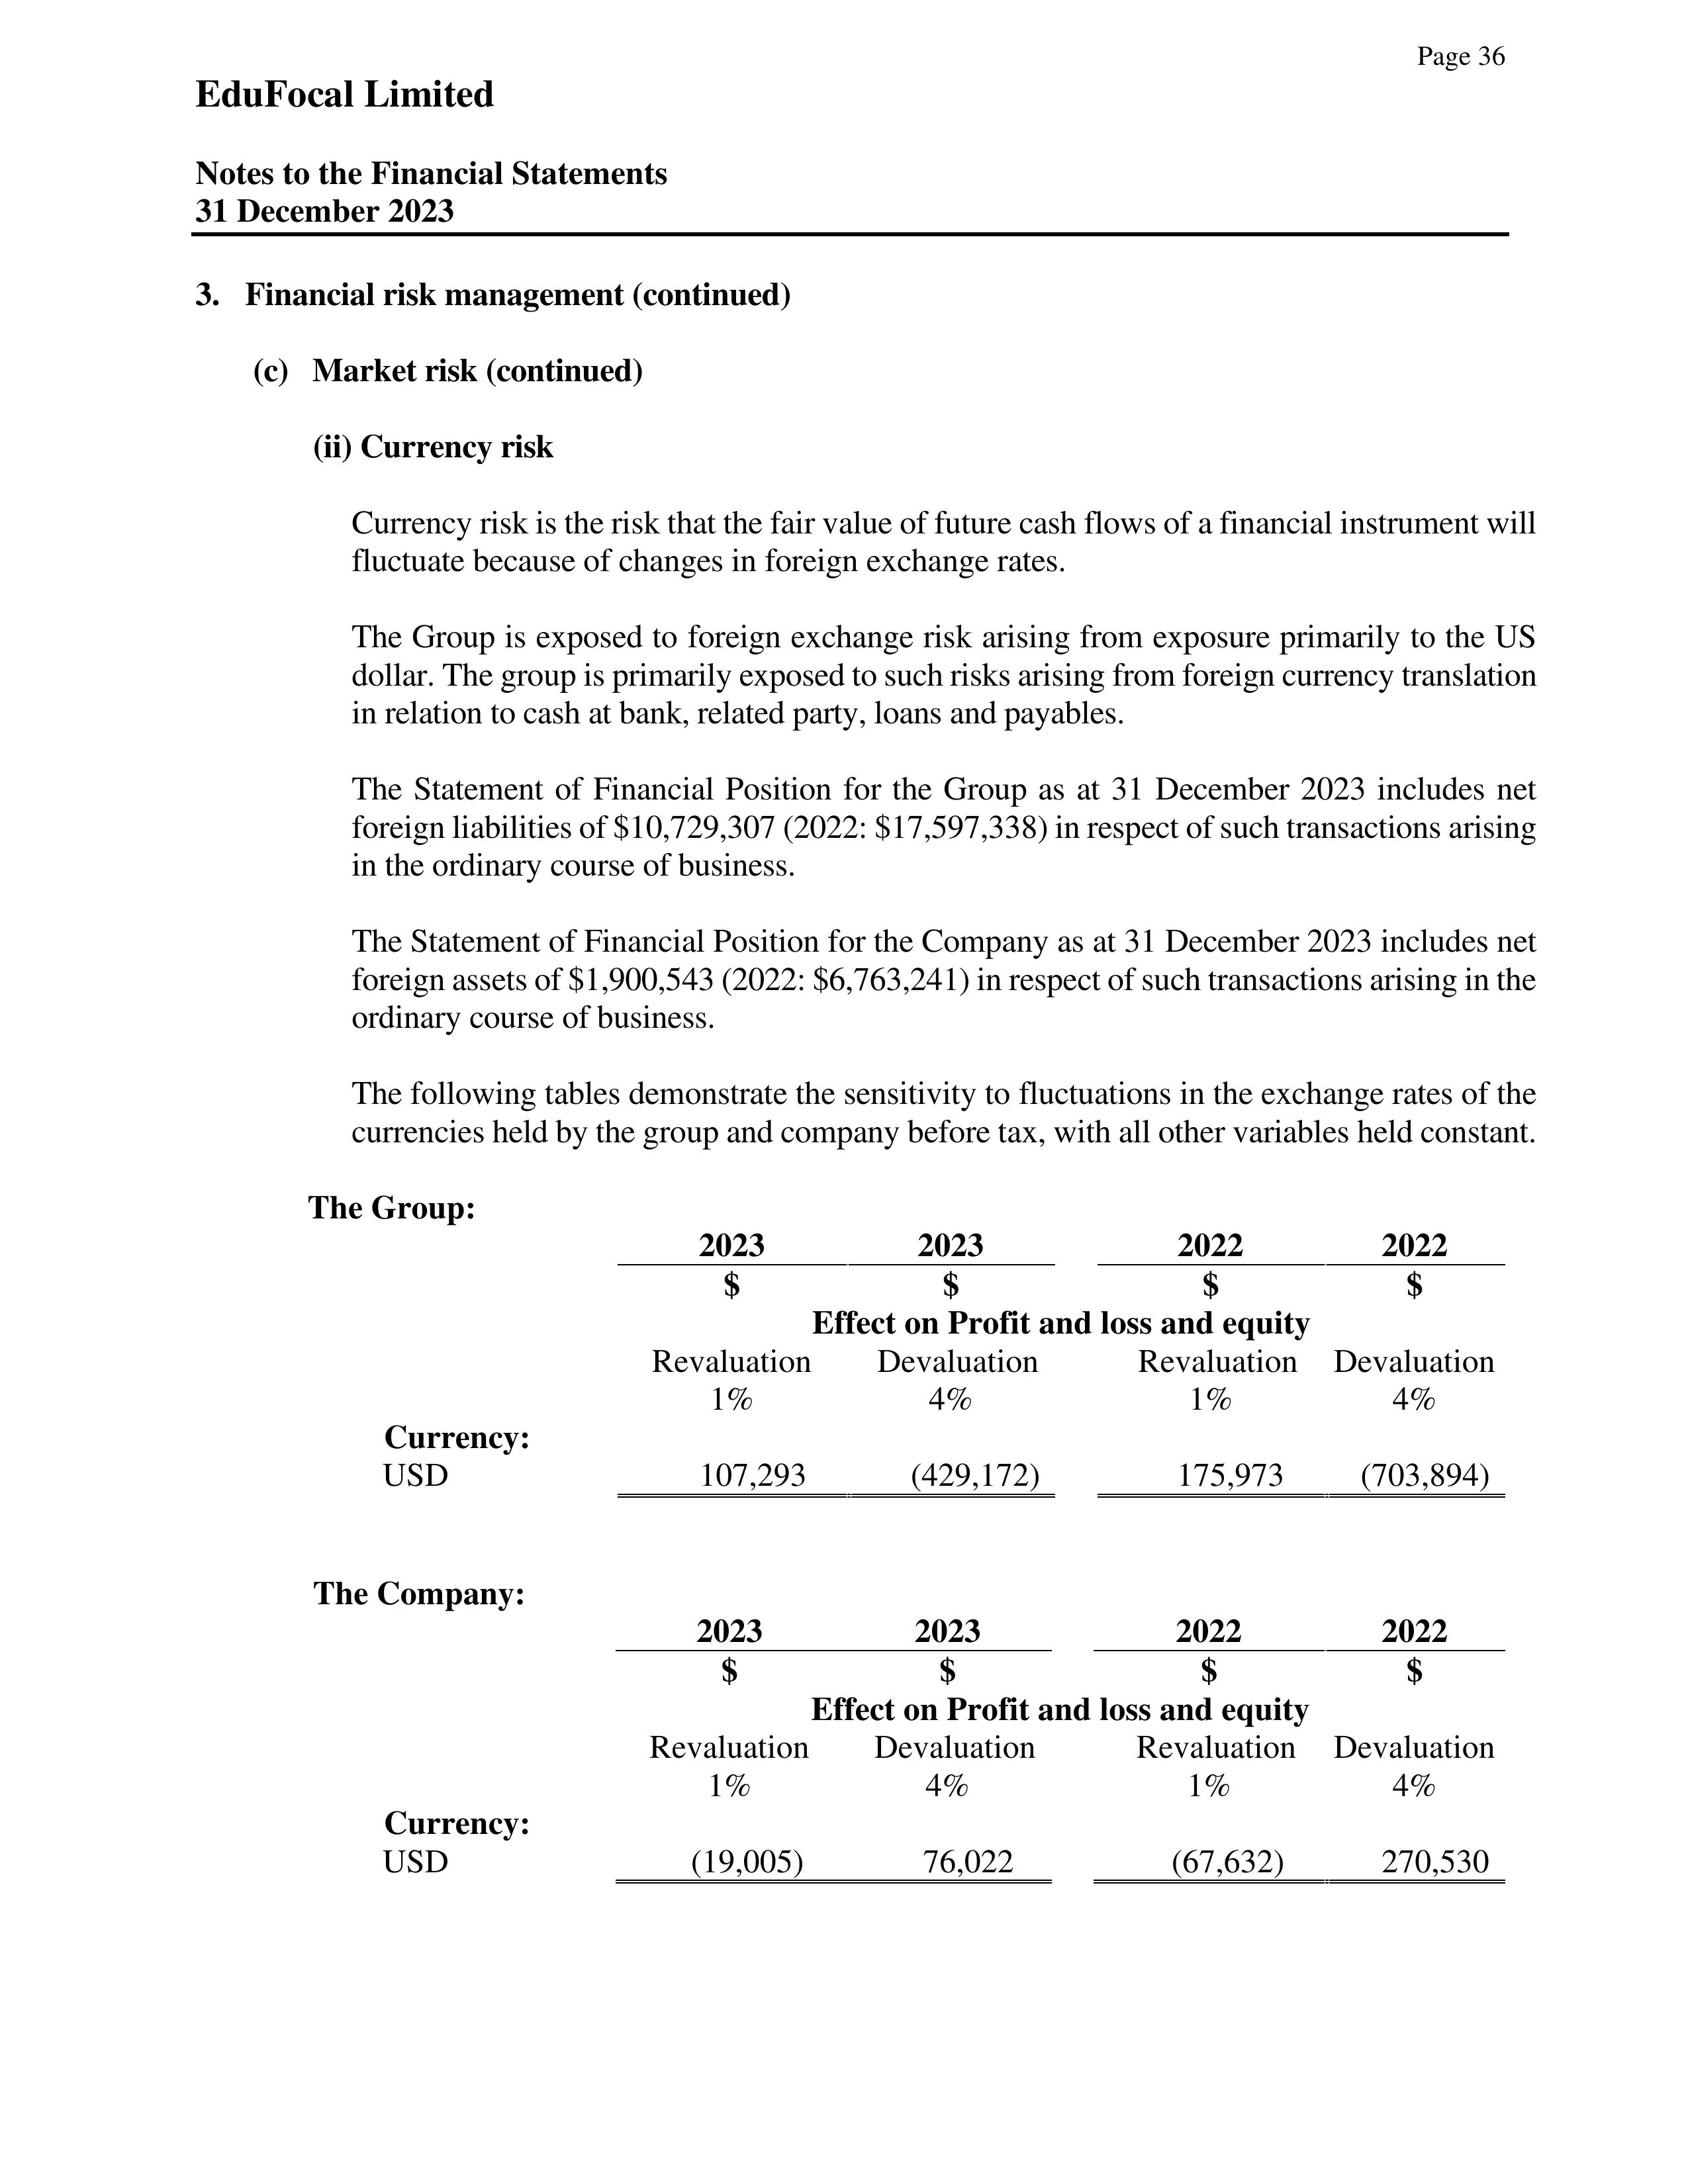 Page 36
EduFocal Limited
Notes to the Financial Statements
31 December 2023
3. Financial risk management (continued)
(c) Market risk (continued)
(ii) Currency risk
Currency risk is the risk that the fair value of future cash flows of a financial instrument will
fluctuate because of changes in foreign exchange rates.
The Group is exposed to foreign exchange risk arising from exposure primarily to the US
dollar. The group is primarily exposed to such risks arising from foreign currency translation
in relation to cash at bank, related party, loans and payables.
The Statement of Financial Position for the Group as at 31 December 2023 includes net
foreign liabilities of $10,729,307 (2022: $17,597,338) in respect of such transactions arising
in the ordinary course of business.
The Statement of Financial Position for the Company as at 31 December 2023 includes net
foreign assets of $1,900,543 (2022: $6,763,241) in respect of such transactions arising in the
ordinary course of business.
The following tables demonstrate the sensitivity to fluctuations in the exchange rates of the
currencies held by the group and company before tax, with all other variables held constant.
The Group:
2023 2023 2022 2022
$ $ $ $
Effect on Profit and loss and equity
Revaluation Devaluation Revaluation Devaluation
1% 4% 1% 4%
Currency:
USD 107,293 (429,172) 175,973 (703,894)
The Company:
2023 2023 2022 2022
$ $ $ $
Effect on Profit and loss and equity
Revaluation Devaluation Revaluation Devaluation
1% 4% 1% 4%
Currency:
USD (19,005) 76,022 (67,632) 270,530